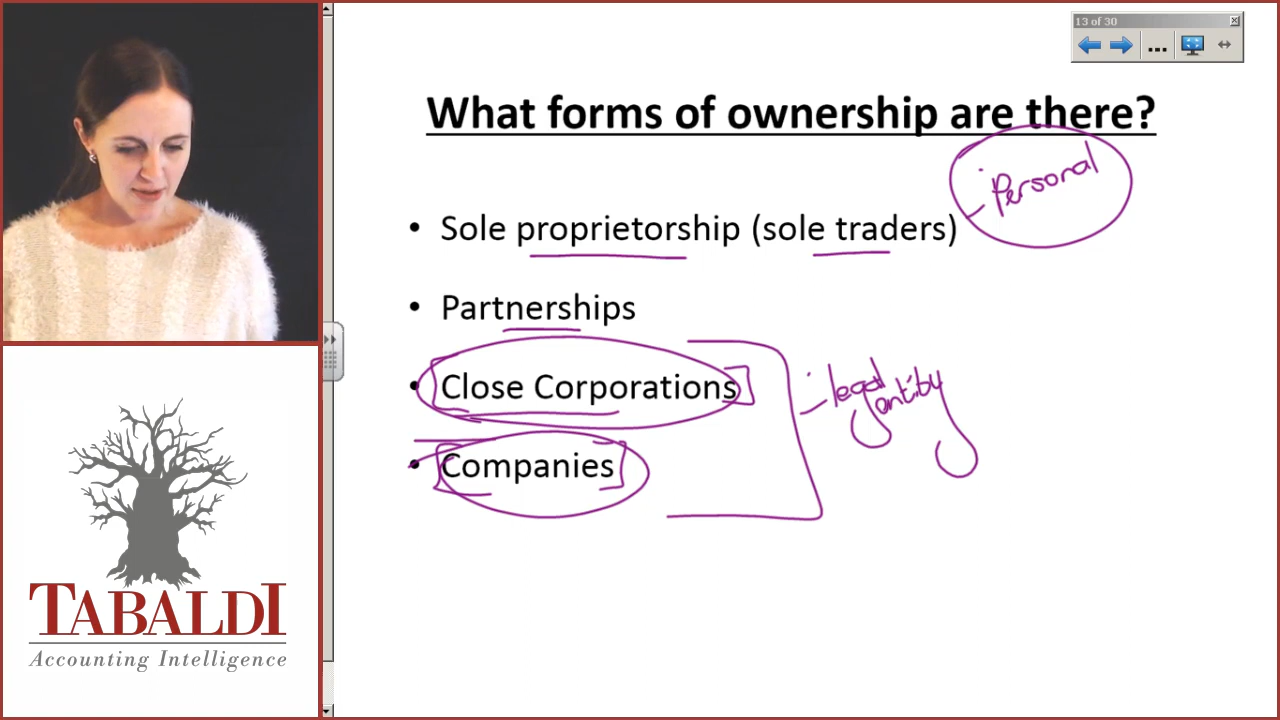 13 of 30
...
What forms of ownership are there?
- Personal
• Sole proprietorship (sole traders)
• Partnerships
• Close Corporations
- legal
entity
• Companies
TABALDI
Accounting Intelligence